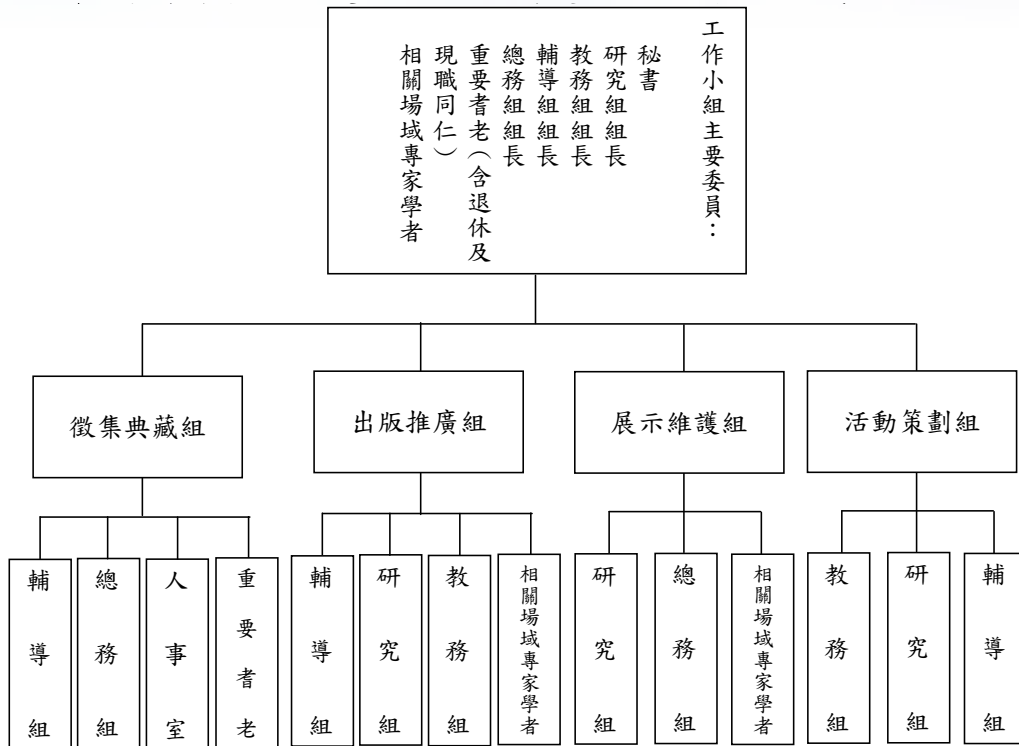 工作小組主要委員：
秘書
研究組組長
教務組組長
輔導組組長
總務組組長
重要耆老（含退休及
現職同仁）
相關場域專家學者
徵集典藏組
出版推廣組
展示維護組
活動策劃組
輔導組
總務組
人事室
重要耆老
輔導組
研究組
教務組
相關場域專家學者
研究組
總務組
相關場域專家學者
教務組
研究組
輔導組